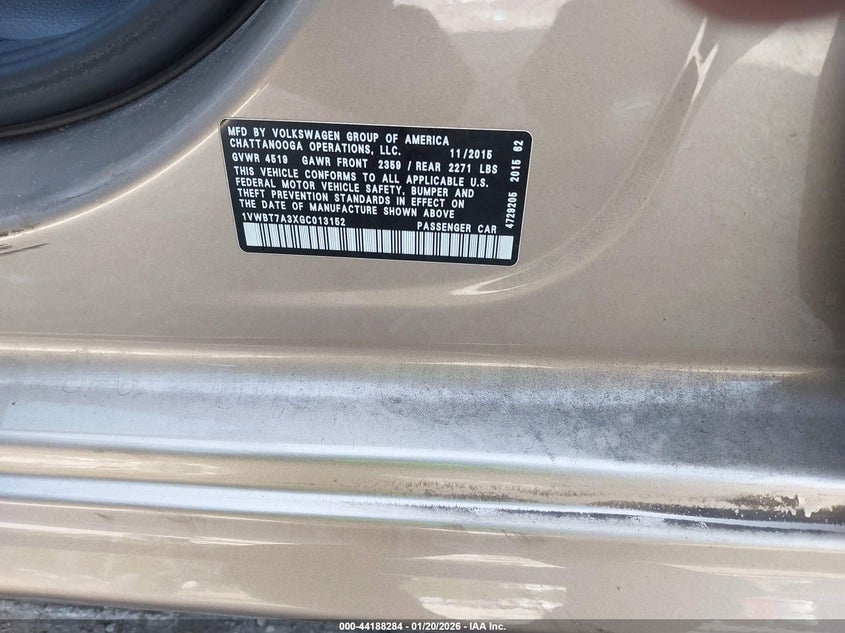 MFD BY VOLKSWAGEN GROUP OF AMERICA
CHATTANOOGA OPERATIONS, LLC. 11/2015
GVWR 4519 GAWR FRONT 2359 / REAR 2271 LBS
THIS VEHICLE CONFORMS TO ALL APPLICABLE U.S.
FEDERAL MOTOR VEHICLE SAFETY, BUMPER AND
THEFT PREVENTION STANDARDS IN EFFECT ON
THE DATE OF MANUFACTURE SHOWN ABOVE
1VWBT7A3XGC013152 PASSENGER CAR
4729205 2015 62
000-44188284 - 01/20/2026 - IAA Inc.